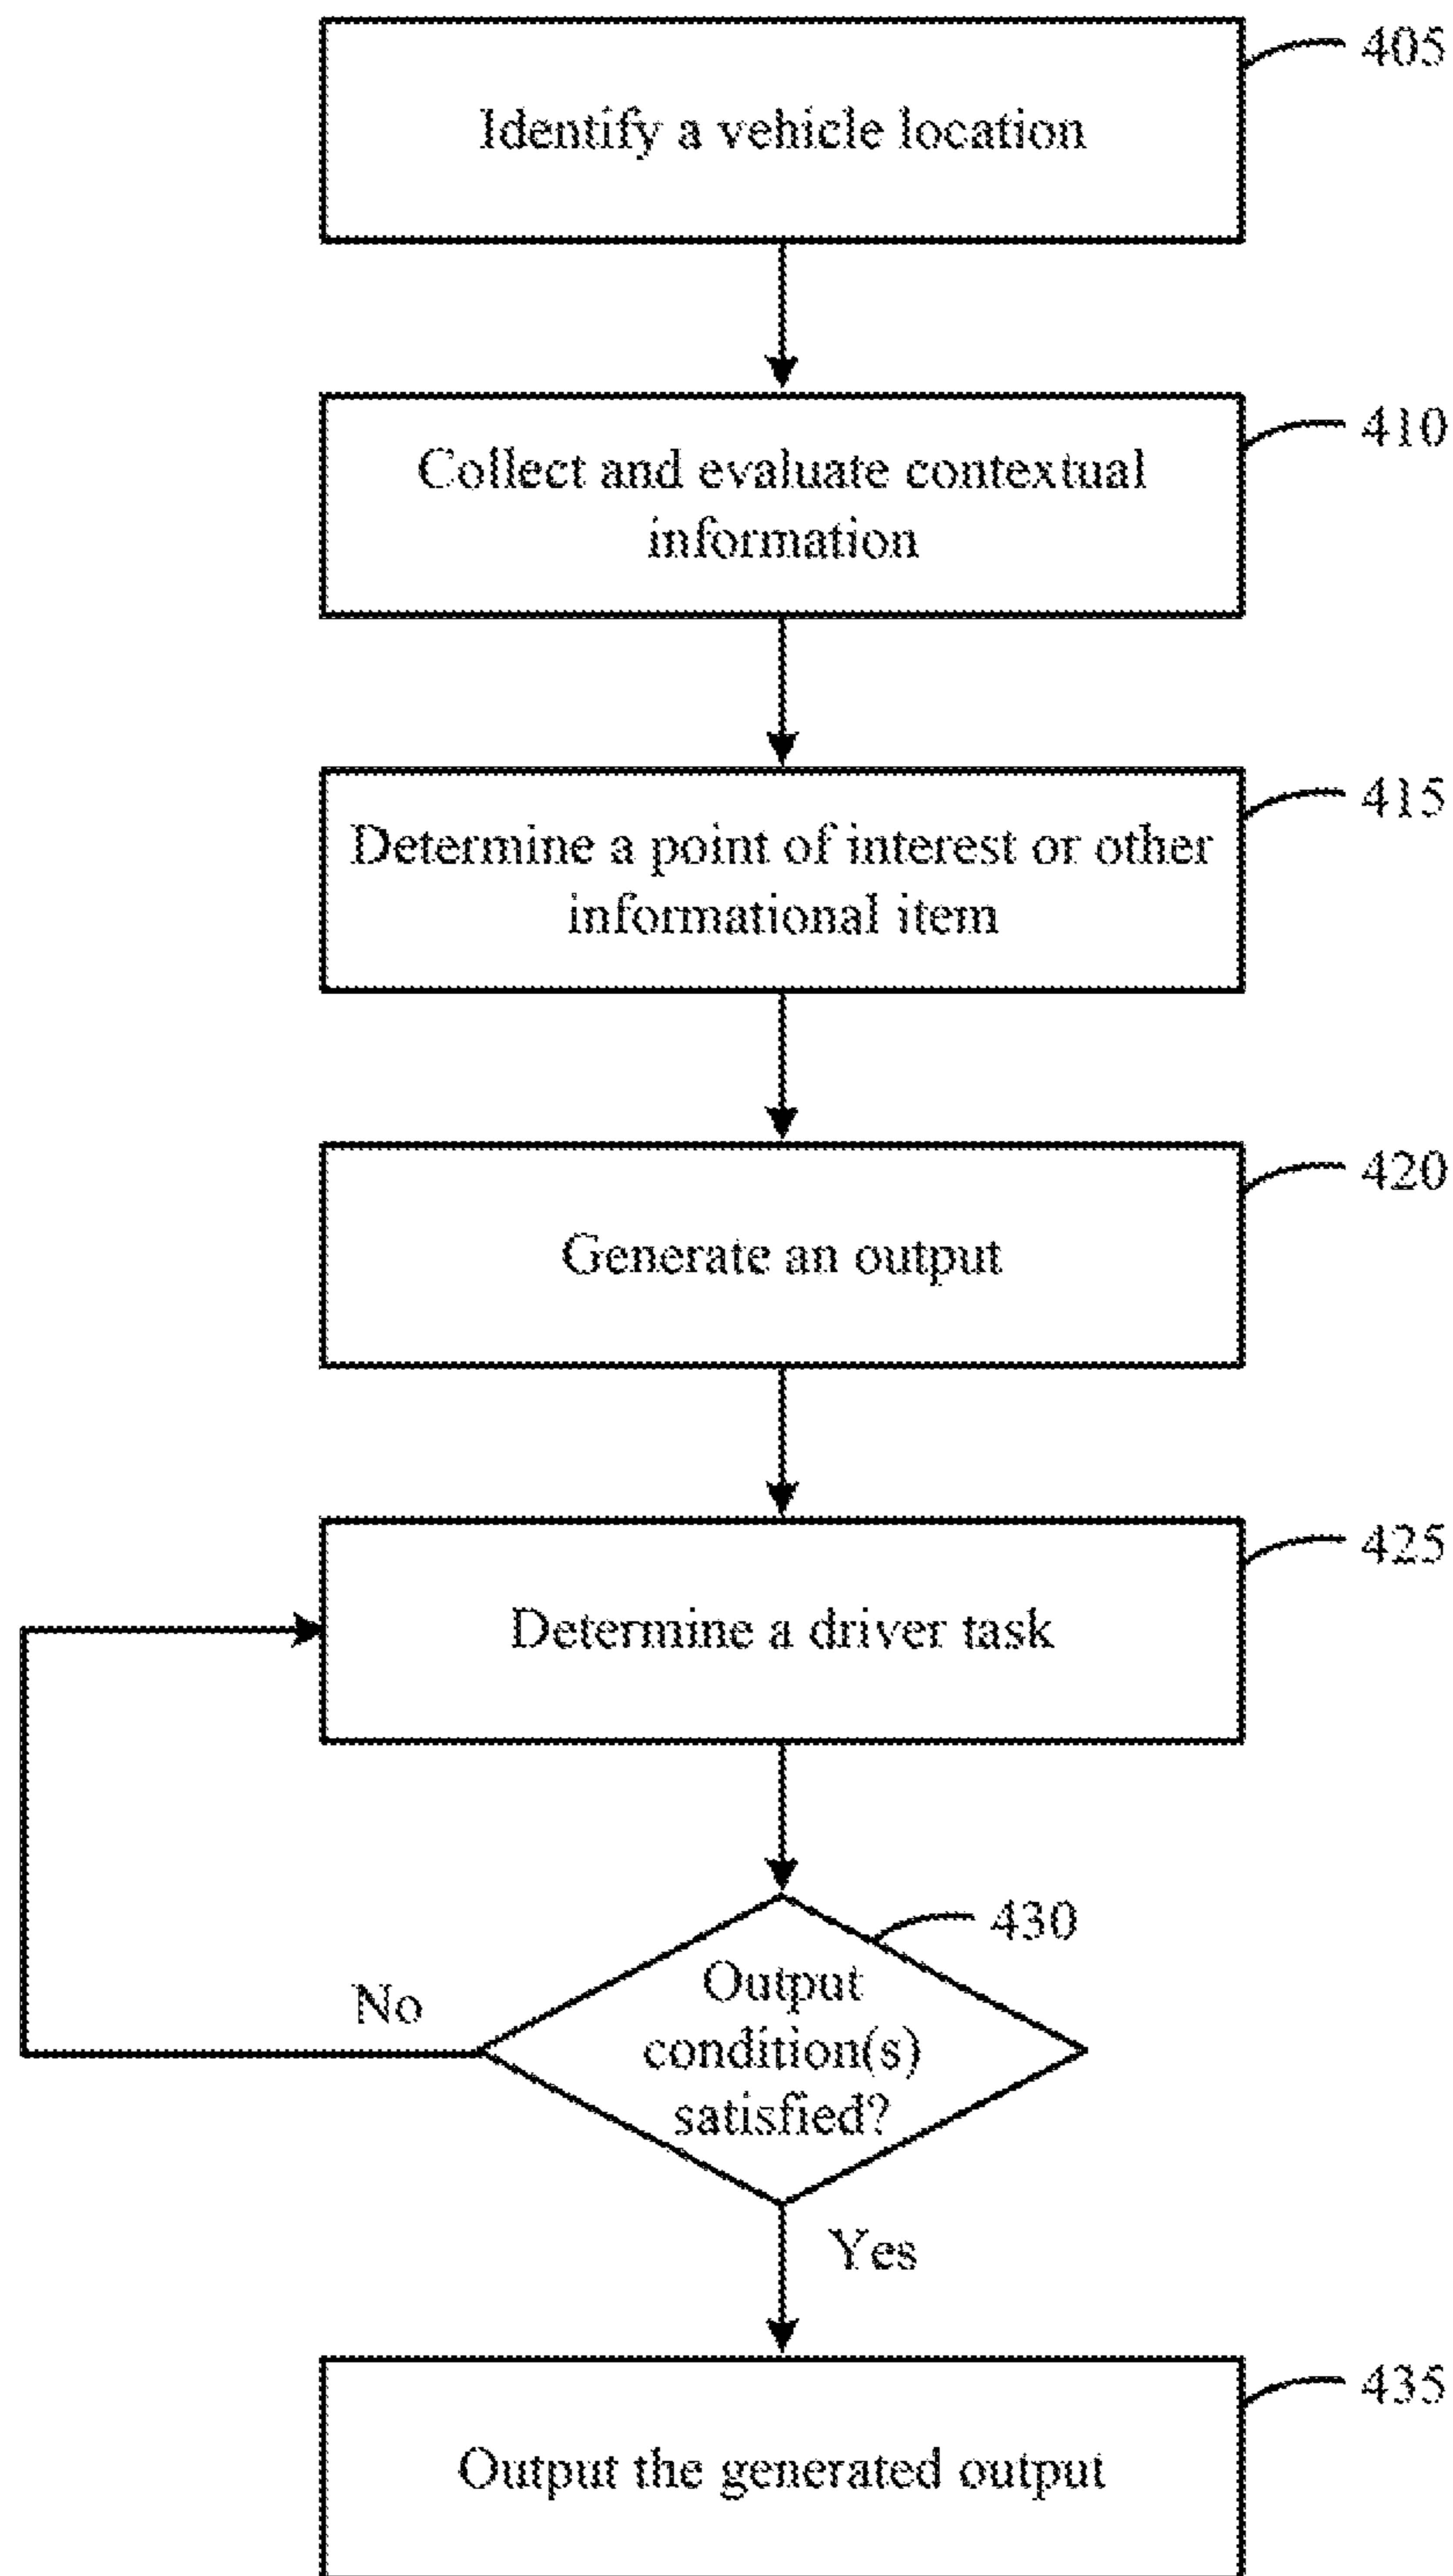 405
Identify a vehicle location
410
Collect and evaluate contextual
information
415
Determine a point of interest or other
informational item
420
Generate an output
425
Determine a driver task
430
Output
condition(s)
satisfied?
No
Yes
435
Output the generated output